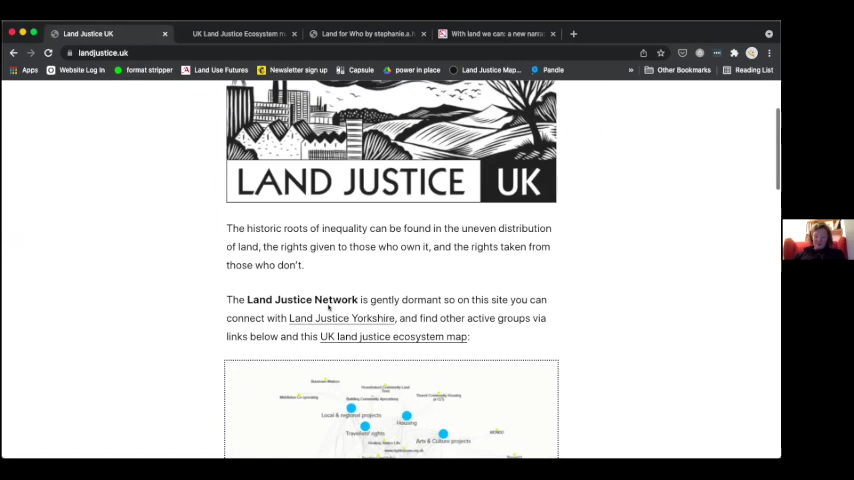 Land Justice UK
UK Land Justice Ecosystem m
Land for Who by stephanie.a.
With land we can: a new narra
landjustice.uk
Apps
Website Log In
format stripper
Land Use Futures
Newsletter sign up
Capsule
power in place
Land Justice Map...
Pandle
»
Other Bookmarks
Reading List
LAND JUSTICE UK
The historic roots of inequality can be found in the uneven distribution
of land, the rights given to those who own it, and the rights taken from
those who don't.
The Land Justice Network is gently dormant so on this site you can
connect with Land Justice Yorkshire, and find other active groups via
links below and this UK land justice ecosystem map:
Local & regional projects
Housing
Travellers' rights
Arts & Culture projects